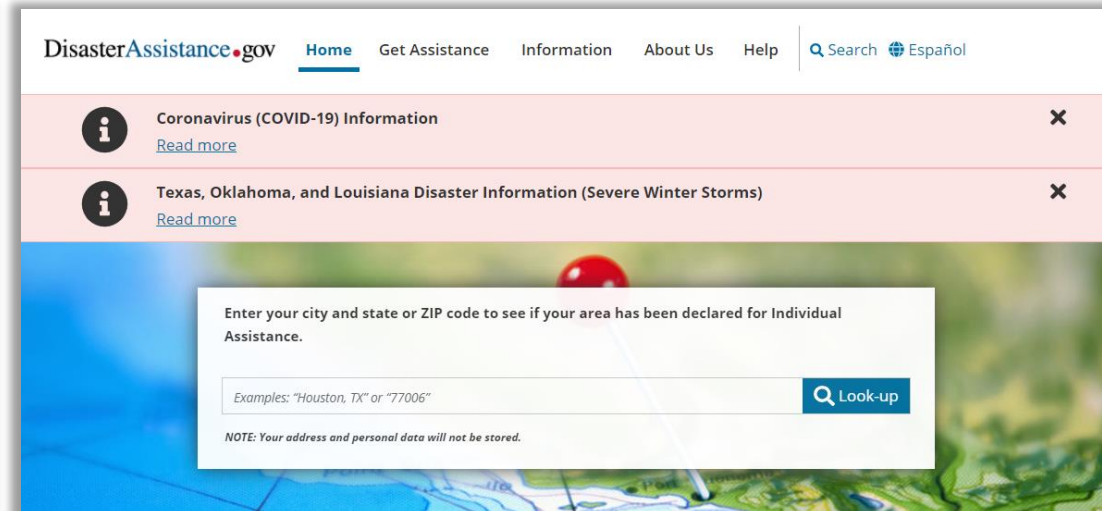 DisasterAssistance.gov Home Get Assistance Information About Us Help Search Español
Coronavirus (COVID-19) Information
Read more
Texas, Oklahoma, and Louisiana Disaster Information (Severe Winter Storms)
Read more
Enter your city and state or ZIP code to see if your area has been declared for Individual
Assistance.
Examples: "Houston, TX" or "77006" Look-up
NOTE: Your address and personal data will not be stored.